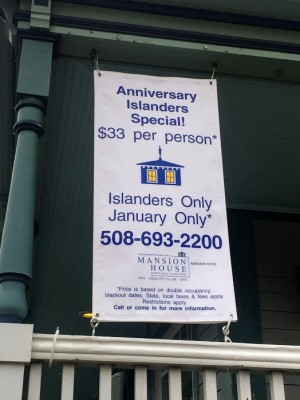 Anniversary
Islanders
Special!
$33 per person*
Islanders Only
January Only*
508-693-2200
MANSION
HOUSE
*Price is based on double occupancy,
blackout dates, State, local taxes & fees apply
Restrictions apply.
Call or come in for more information.